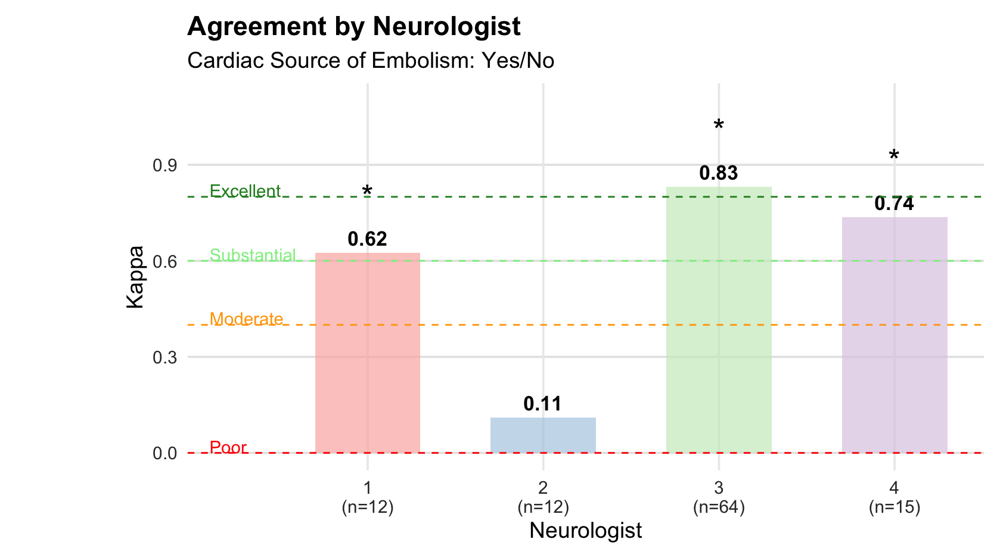 Agreement by Neurologist
Cardiac Source of Embolism: Yes/No
*
*
0.9
0.83
Excellent
*
0.74
0.62
Substantial
0.6
Kappa
Moderate
0.3
0.11
Poor
0.0
1 2 3 4
(n=12) (n=12) (n=64) (n=15)
Neurologist